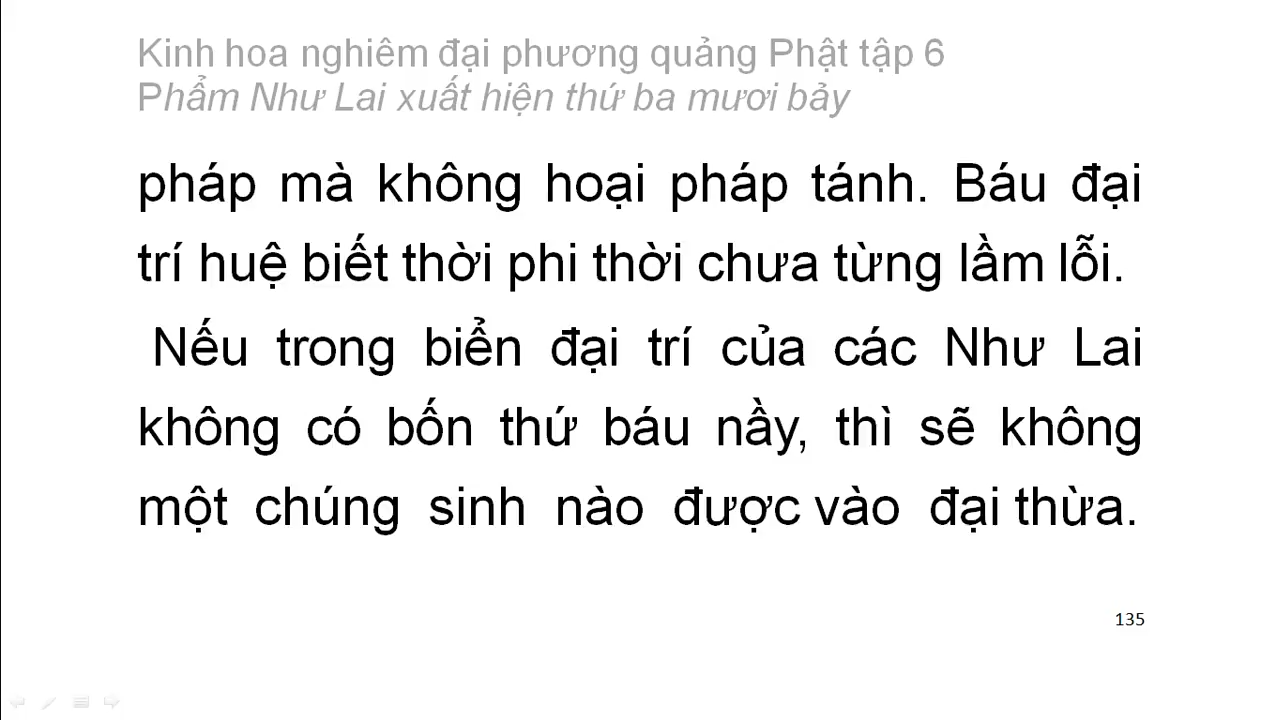 Kinh hoa nghiêm đại phương quảng Phật tập 6
Phẩm Như Lai xuất hiện thứ ba mươi bảy
pháp mà không hoại pháp tánh. Báu đại
trí huệ biết thời phi thời chưa từng lầm lỗi.
Nếu trong biển đại trí của các Như Lai
không có bốn thứ báu nầy, thì sẽ không
một chúng sinh nào được vào đại thừa.
135